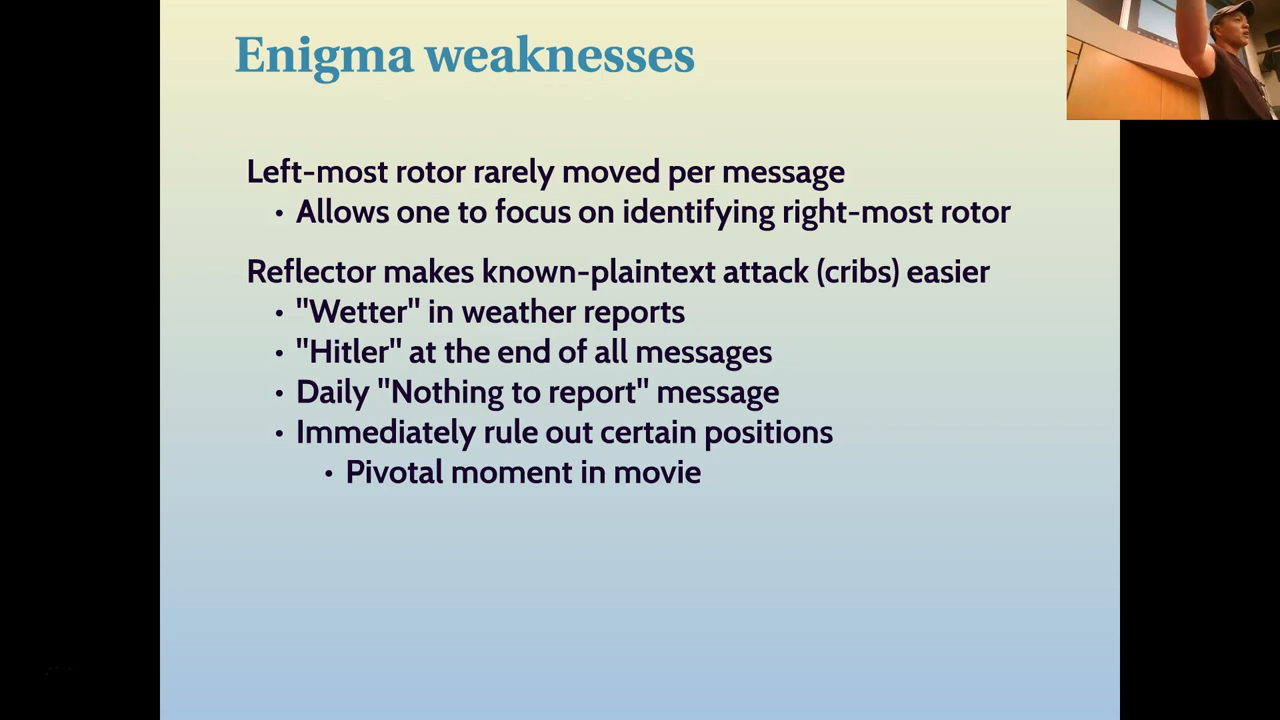 Enigma weaknesses
Left-most rotor rarely moved per message
• Allows one to focus on identifying right-most rotor
Reflector makes known-plaintext attack (cribs) easier
• "Wetter" in weather reports
• "Hitler" at the end of all messages
• Daily "Nothing to report" message
• Immediately rule out certain positions
• Pivotal moment in movie